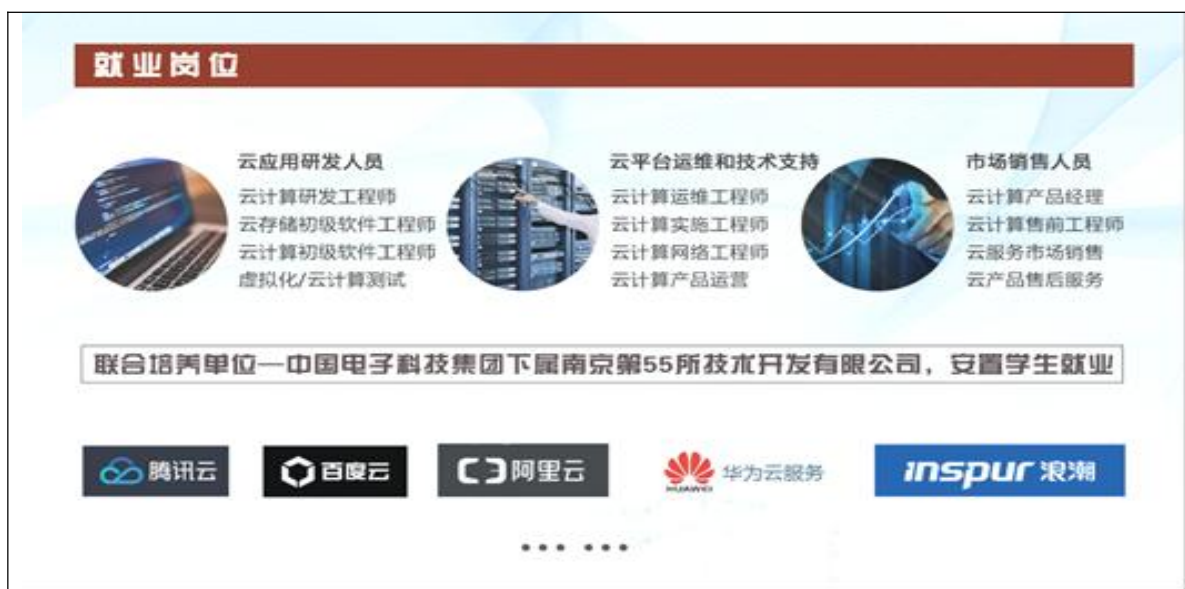 就业岗位
云应用研发人员
云计算研发工程师
云存储初级软件工程师
云计算初级软件工程师
虚拟化/云计算测试
云平台运维和技术支持
云计算运维工程师
云计算实施工程师
云计算网络工程师
云计算产品运营
市场销售人员
云计算产品经理
云计算售前工程师
云服务市场销售
云产品售后服务
联合培养单位—中国电子科技集团下属南京第55所技术开发有限公司，安置学生就业
腾讯云
百度云
阿里云
HUAWEI
华为云服务
inspur 浪潮
••• •••